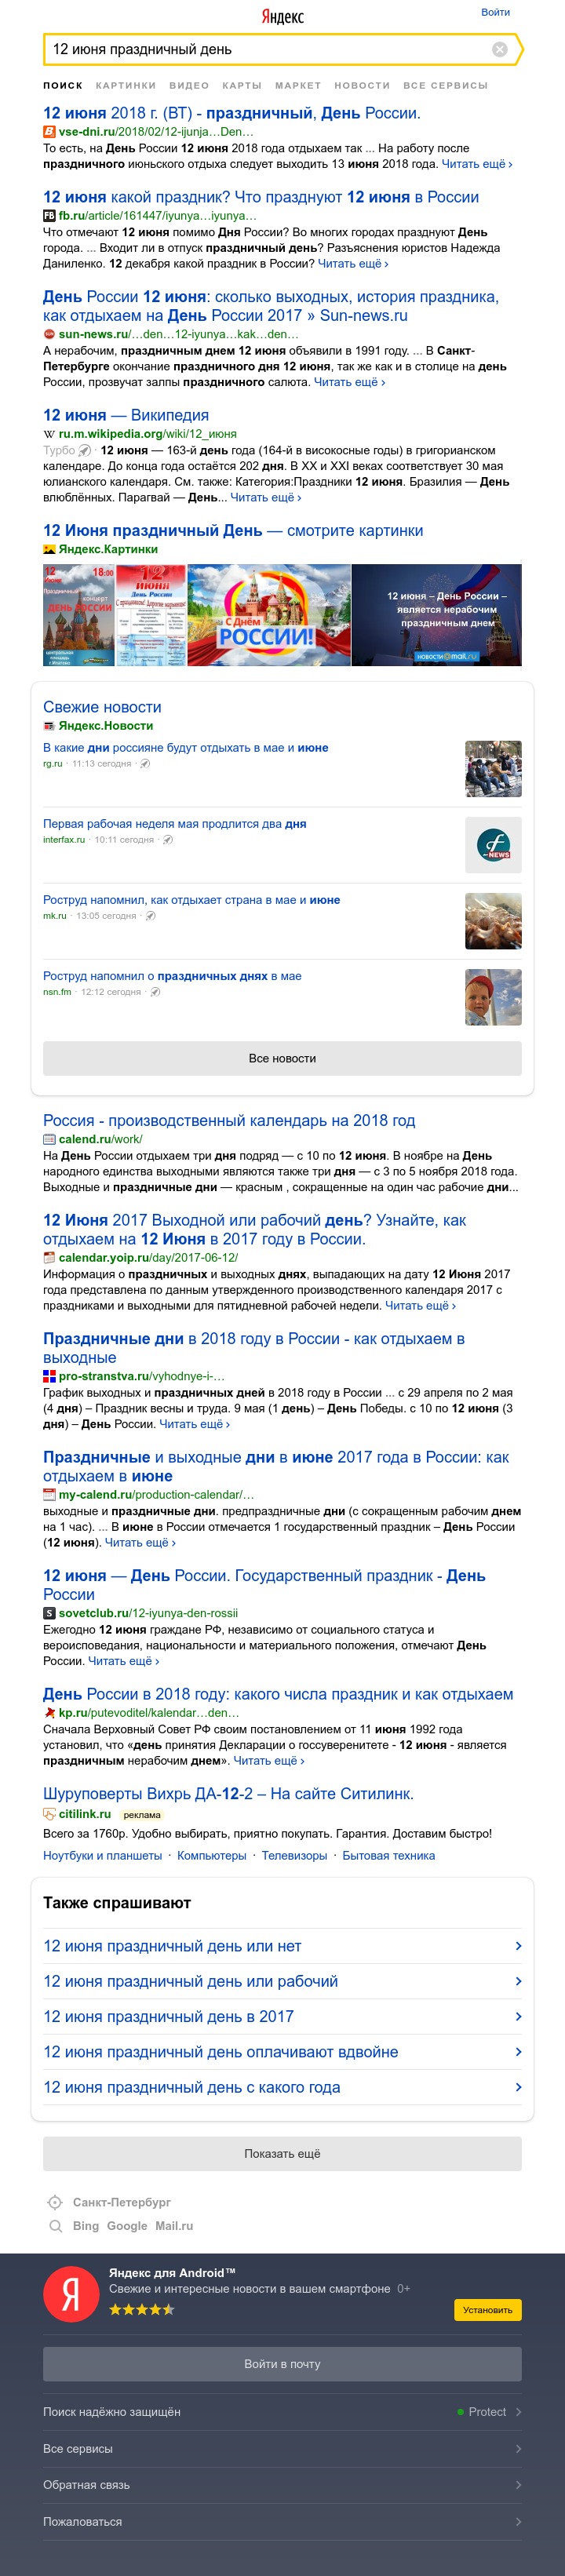 Яндекс
Войти
12 июня праздничный день
ПОИСК КАРТИНКИ ВИДЕО КАРТЫ МАРКЕТ НОВОСТИ ВСЕ СЕРВИСЫ
12 июня 2018 г. (ВТ) - праздничный, День России.
vse-dni.ru/2018/02/12-ijunja…Den…
То есть, на День России 12 июня 2018 года отдыхаем так ... На работу после
праздничного июньского отдыха следует выходить 13 июня 2018 года. Читать ещё ›
12 июня какой праздник? Что празднуют 12 июня в России
FB fb.ru/article/161447/iyunya…iyunya…
Что отмечают 12 июня помимо Дня России? Во многих городах празднуют День
города. ... Входит ли в отпуск праздничный день? Разъяснения юристов Надежда
Даниленко. 12 декабря какой праздник в России? Читать ещё ›
День России 12 июня: сколько выходных, история праздника,
как отдыхаем на День России 2017 » Sun-news.ru
sun-news.ru/…den…12-iyunya…kak…den…
А нерабочим, праздничным днем 12 июня объявили в 1991 году. ... В Санкт-
Петербурге окончание праздничного дня 12 июня, так же как и в столице на день
России, прозвучат залпы праздничного салюта. Читать ещё ›
12 июня — Википедия
W ru.m.wikipedia.org/wiki/12_июня
Турбо · 12 июня — 163-й день года (164-й в високосные годы) в григорианском
календаре. До конца года остаётся 202 дня. В XX и XXI веках соответствует 30 мая
юлианского календаря. См. также: Категория:Праздники 12 июня. Бразилия — День
влюблённых. Парагвай — День... Читать ещё ›
12 Июня праздничный День — смотрите картинки
Яндекс.Картинки
12
Июня
18:00
концерт
ДЕНЬ РОССИИ
12
июня
День России
С ДНЁМ
РОССИИ!
12 июня – День России –
является нерабочим
праздничным днем
НОВОСТИ@mail.ru
Свежие новости
Яндекс.Новости
В какие дни россияне будут отдыхать в мае и июне
rg.ru · 11:13 сегодня ·
Первая рабочая неделя мая продлится два дня
interfax.ru · 10:11 сегодня ·
NEWS
Роструд напомнил, как отдыхает страна в мае и июне
mk.ru · 13:05 сегодня ·
Роструд напомнил о праздничных днях в мае
nsn.fm · 12:12 сегодня ·
Все новости
Россия - производственный календарь на 2018 год
calend.ru/work/
На День России отдыхаем три дня подряд — с 10 по 12 июня. В ноябре на День
народного единства выходными являются также три дня — с 3 по 5 ноября 2018 года.
Выходные и праздничные дни — красным , сокращенные на один час рабочие дни...
12 Июня 2017 Выходной или рабочий день? Узнайте, как
отдыхаем на 12 Июня в 2017 году в России.
calendar.yoip.ru/day/2017-06-12/
Информация о праздничных и выходных днях, выпадающих на дату 12 Июня 2017
года представлена по данным утвержденного производственного календаря 2017 с
праздниками и выходными для пятидневной рабочей недели. Читать ещё ›
Праздничные дни в 2018 году в России - как отдыхаем в
выходные
pro-stranstva.ru/vyhodnye-i-…
График выходных и праздничных дней в 2018 году в России ... с 29 апреля по 2 мая
(4 дня) – Праздник весны и труда. 9 мая (1 день) – День Победы. с 10 по 12 июня (3
дня) – День России. Читать ещё ›
Праздничные и выходные дни в июне 2017 года в России: как
отдыхаем в июне
my-calend.ru/production-calendar/…
выходные и праздничные дни. предпраздничные дни (с сокращенным рабочим днем
на 1 час). ... В июне в России отмечается 1 государственный праздник – День России
(12 июня). Читать ещё ›
12 июня — День России. Государственный праздник - День
России
S sovetclub.ru/12-iyunya-den-rossii
Ежегодно 12 июня граждане РФ, независимо от социального статуса и
вероисповедания, национальности и материального положения, отмечают День
России. Читать ещё ›
День России в 2018 году: какого числа праздник и как отдыхаем
kp.ru/putevoditel/kalendar…den…
Сначала Верховный Совет РФ своим постановлением от 11 июня 1992 года
установил, что «день принятия Декларации о госсуверенитете - 12 июня - является
праздничным нерабочим днем». Читать ещё ›
Шуруповерты Вихрь ДА-12-2 – На сайте Ситилинк.
citilink.ru реклама
Всего за 1760р. Удобно выбирать, приятно покупать. Гарантия. Доставим быстро!
Ноутбуки и планшеты · Компьютеры · Телевизоры · Бытовая техника
Также спрашивают
12 июня праздничный день или нет
12 июня праздничный день или рабочий
12 июня праздничный день в 2017
12 июня праздничный день оплачивают вдвойне
12 июня праздничный день с какого года
Показать ещё
Санкт-Петербург
Bing Google Mail.ru
Я
Яндекс для Android™
Свежие и интересные новости в вашем смартфоне 0+
Установить
Войти в почту
Поиск надёжно защищён
Protect
Все сервисы
Обратная связь
Пожаловаться